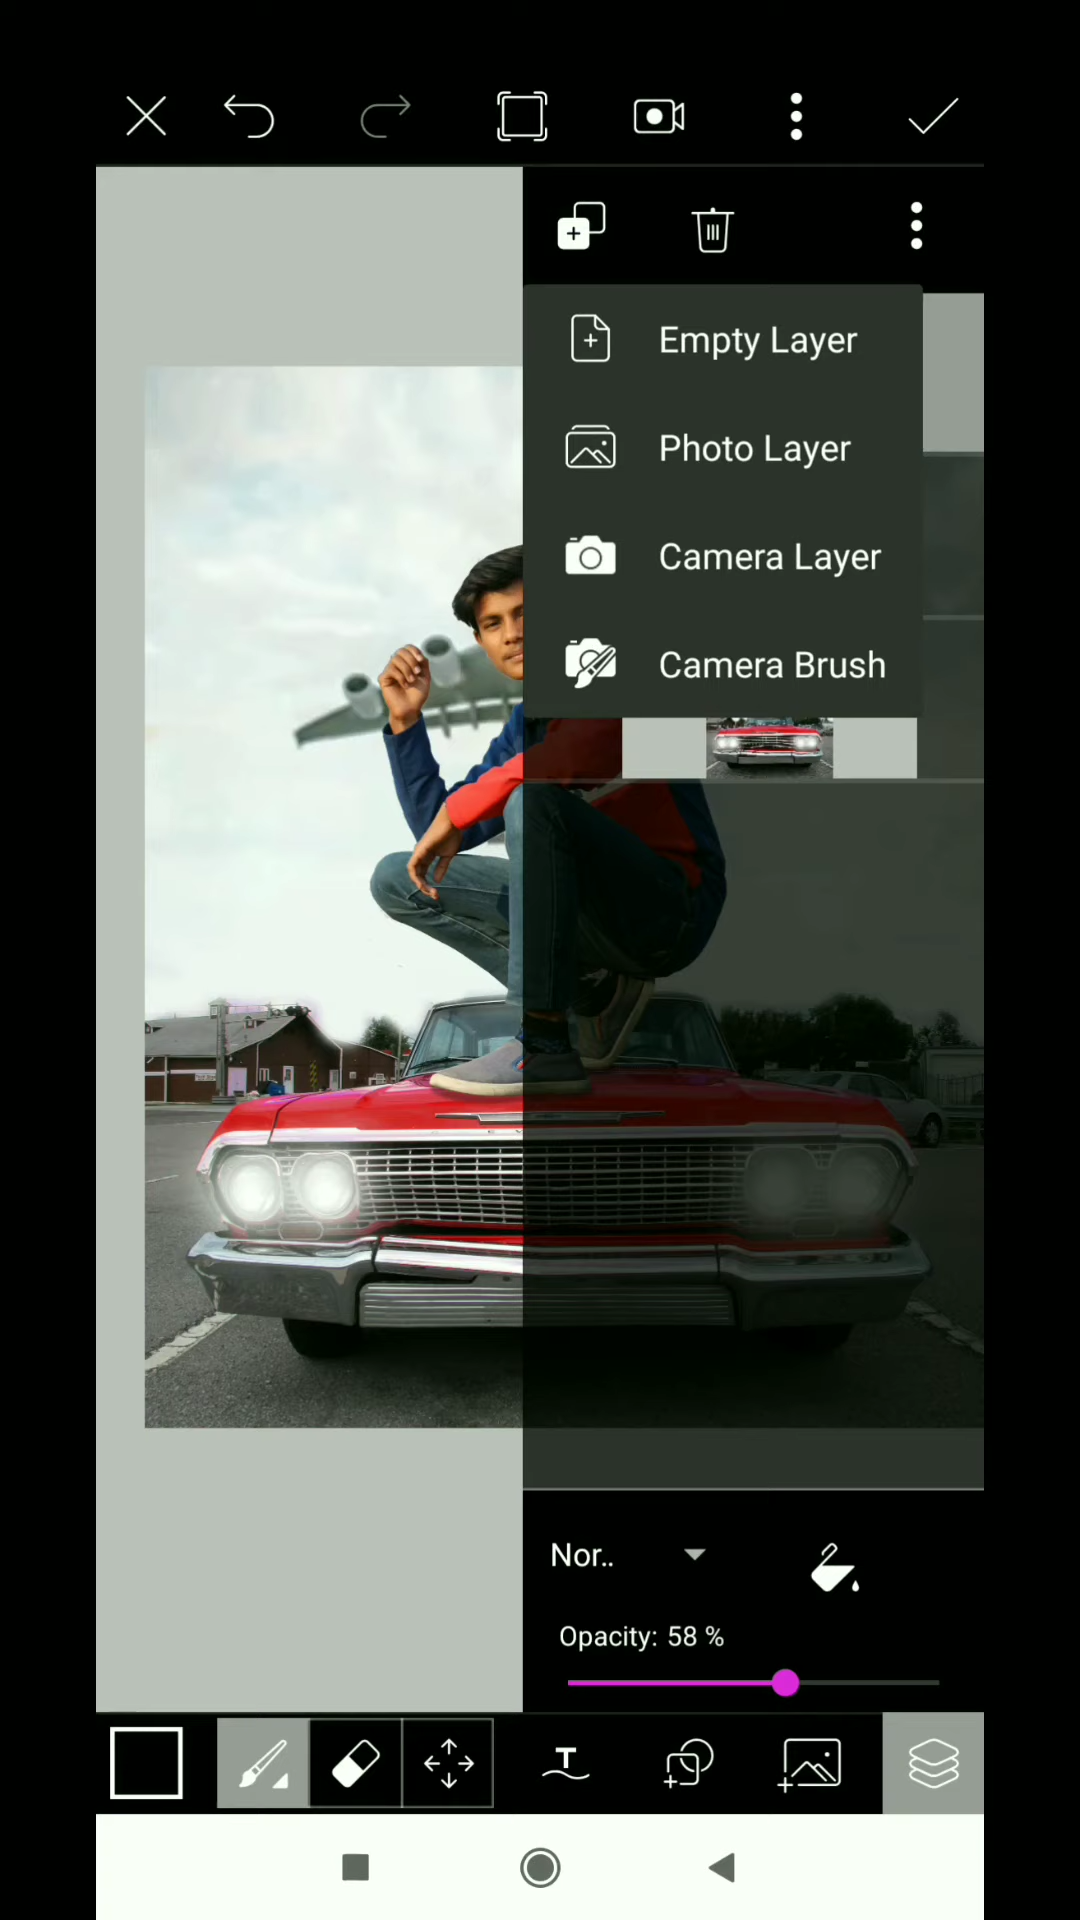 Empty Layer
Photo Layer
Camera Layer
Camera Brush
Nor..
Opacity: 58 %
T